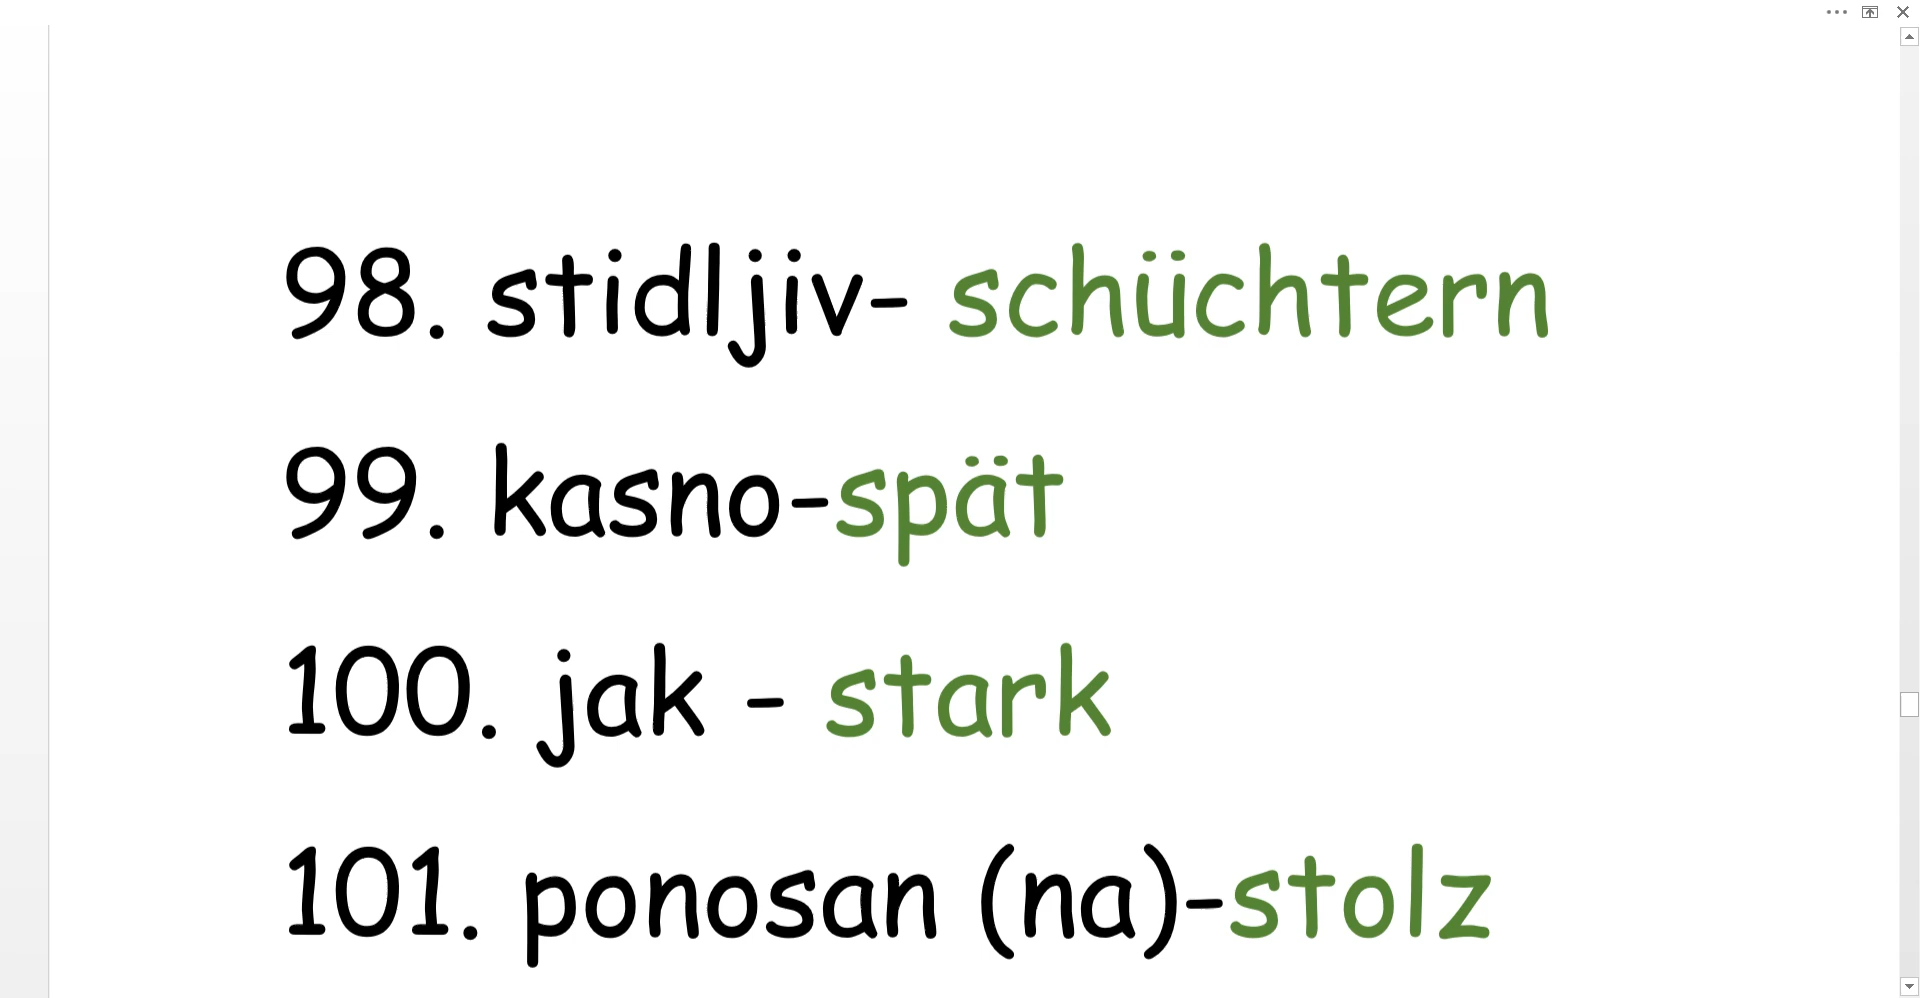 98. stidljiv- schüchtern
99. kasno-spät
100. jak - stark
101. ponosan (na)-stolz